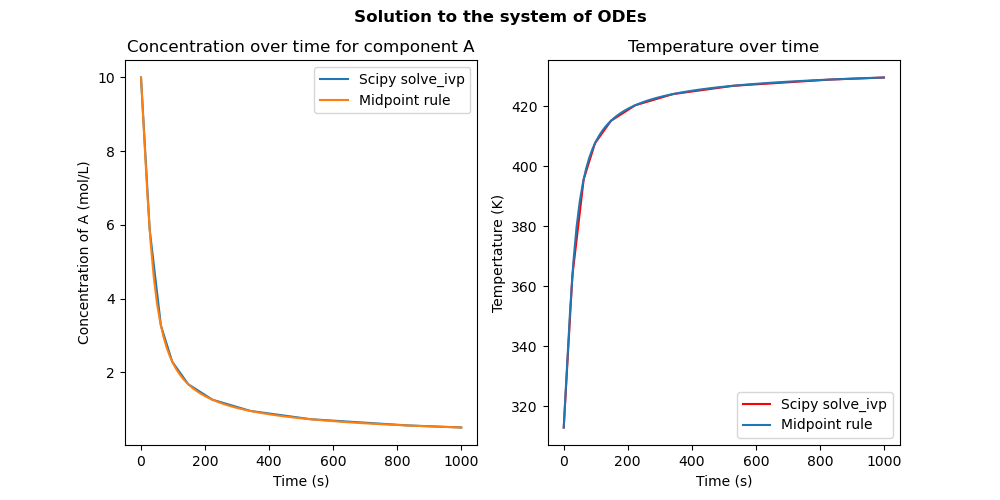 Solution to the system of ODEs
Concentration over time for component A
Scipy solve_ivp
Midpoint rule
Concentration of A (mol/L)
10
8
6
4
2
0
200
400
600
800
1000
Time (s)
Temperature over time
Scipy solve_ivp
Midpoint rule
Tempertature (K)
420
400
380
360
340
320
0
200
400
600
800
1000
Time (s)